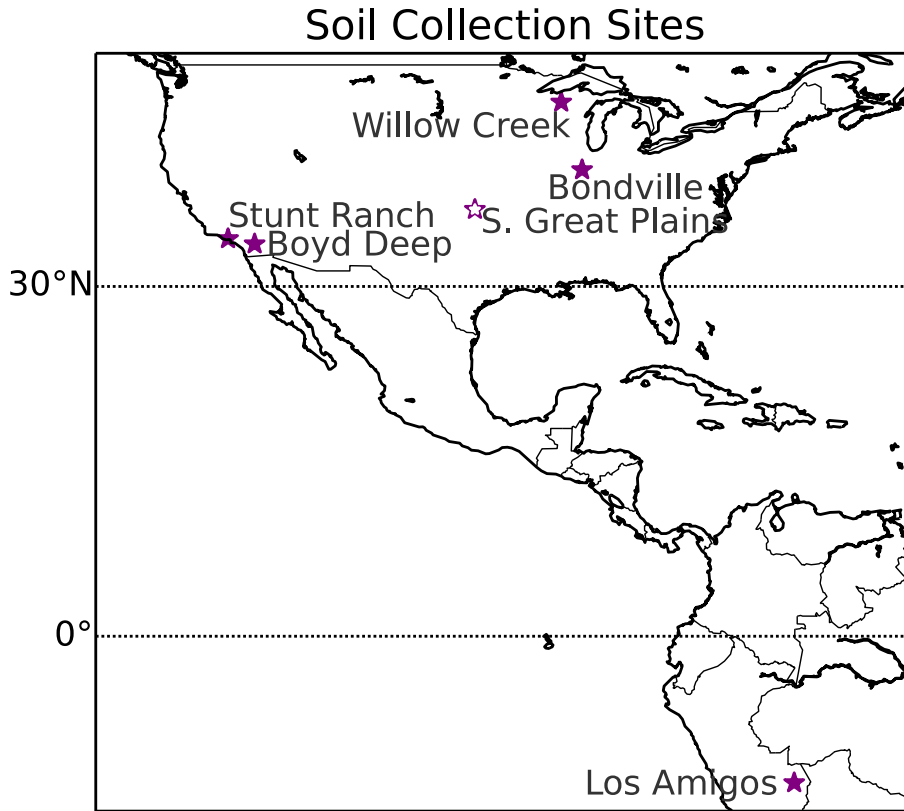 Soil Collection Sites
Willow Creek
Bondville
Stunt Ranch
S. Great Plains
Boyd Deep
30°N
0°
Los Amigos